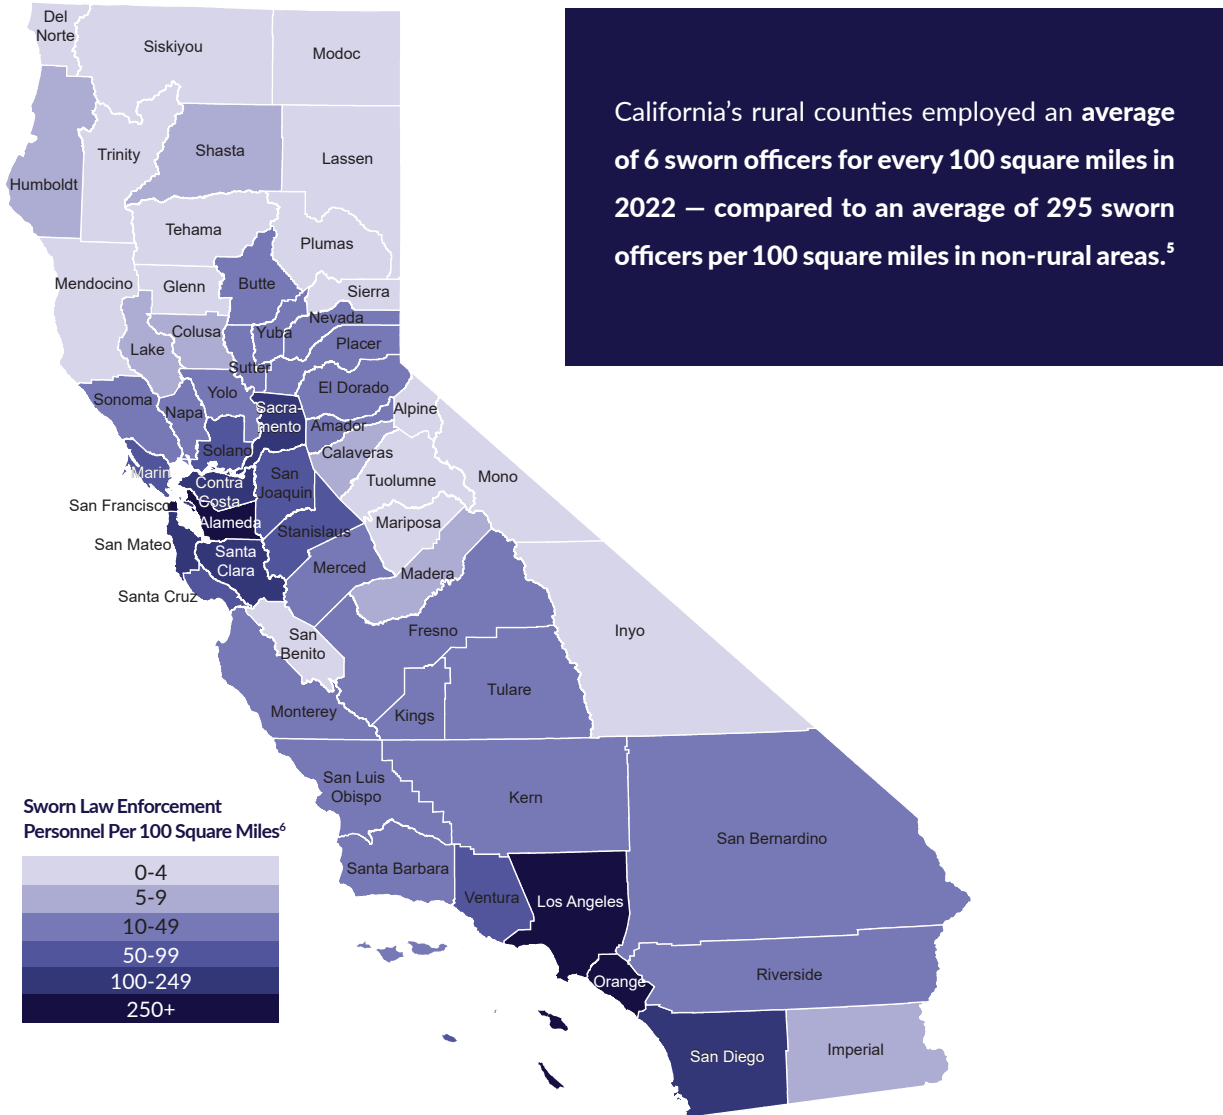 Del
Norte
Siskiyou
Modoc
California’s rural counties employed an average
of 6 sworn officers for every 100 square miles in
2022 — compared to an average of 295 sworn
officers per 100 square miles in non-rural areas.⁵
Trinity
Shasta
Lassen
Humboldt
Tehama
Plumas
Mendocino
Glenn
Butte
Sierra
Colusa
Yuba
Nevada
Lake
Placer
Sutter
Sonoma
Yolo
El Dorado
Napa
Sacra-
mento
Alpine
Amador
Solano
Calaveras
Marin
Contra
Costa
San
Joaquin
Tuolumne
Mono
San Francisco
Alameda
Stanislaus
Mariposa
San Mateo
Santa
Clara
Merced
Madera
Santa Cruz
San
Benito
Fresno
Inyo
Monterey
Kings
Tulare
San Luis
Obispo
Kern
San Bernardino
Santa Barbara
Ventura
Los Angeles
Orange
Riverside
San Diego
Imperial
Sworn Law Enforcement
Personnel Per 100 Square Miles⁶
0-4
5-9
10-49
50-99
100-249
250+